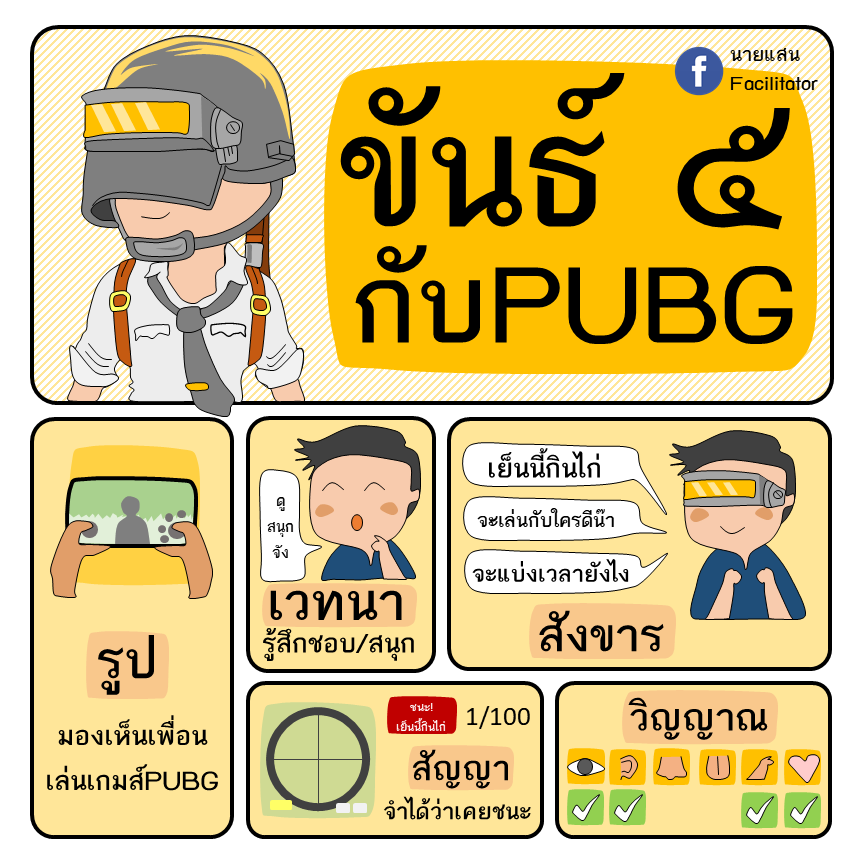 นายแสน
Facilitator
ขันธ์ ๕
กับPUBG
รูป
มองเห็นเพื่อน
เล่นเกมส์PUBG
ดู
สนุก
จัง
เวทนา
รู้สึกชอบ/สนุก
เย็นนี้กินไก่
จะเล่นกับใครดีน๊า
จะแบ่งเวลายังไง
สังขาร
ชนะ!
เย็นนี้กินไก่
1/100
สัญญา
จำได้ว่าเคยชนะ
วิญญาณ